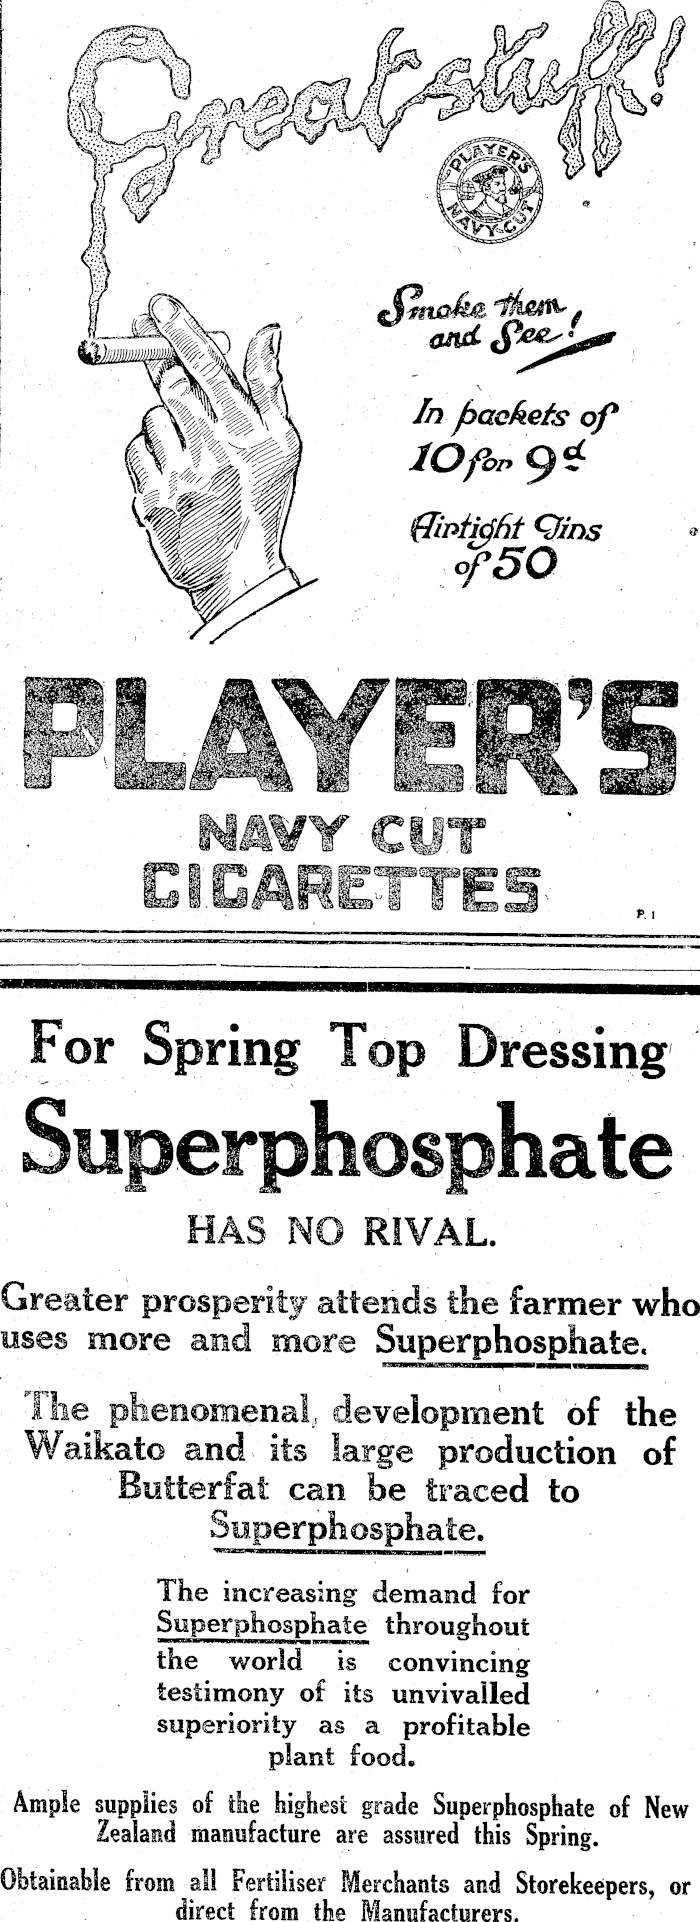 Great stuff!
PLAYER'S
NAVY CUT
Smoke them
and See!
In packets of
10 for 9d
Airtight Tins
of 50
PLAYER'S
NAVY CUT
CIGARETTES
P. 1
For Spring Top Dressing
Superphosphate
HAS NO RIVAL.
Greater prosperity attends the farmer who
uses more and more Superphosphate.
The phenomenal, development of the
Waikato and its large production of
Butterfat can be traced to
Superphosphate.
The increasing demand for
Superphosphate throughout
the world is convincing
testimony of its unvivalled
superiority as a profitable
plant food.
Ample supplies of the highest grade Superphosphate of New
Zealand manufacture are assured this Spring.
Obtainable from all Fertiliser Merchants and Storekeepers, or
direct from the Manufacturers.